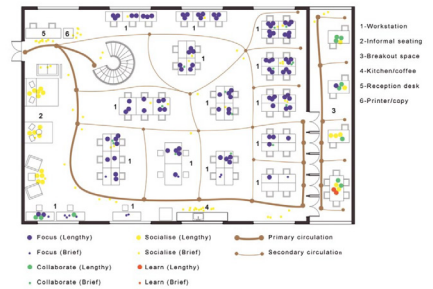 1-Workstation
2-Informal seating
3-Breakout space
4-Kitchen/coffee
5-Reception desk
6-Printer/copy
5 6
1
1
1
1
1
1
1
2
3
1
1
1
1
1
1
1
4
Focus (Lengthy)
Socialise (Lengthy)
Primary circulation
Focus (Brief)
Socialise (Brief)
Secondary circulation
Collaborate (Lengthy)
Learn (Lengthy)
Collaborate (Brief)
Learn (Brief)